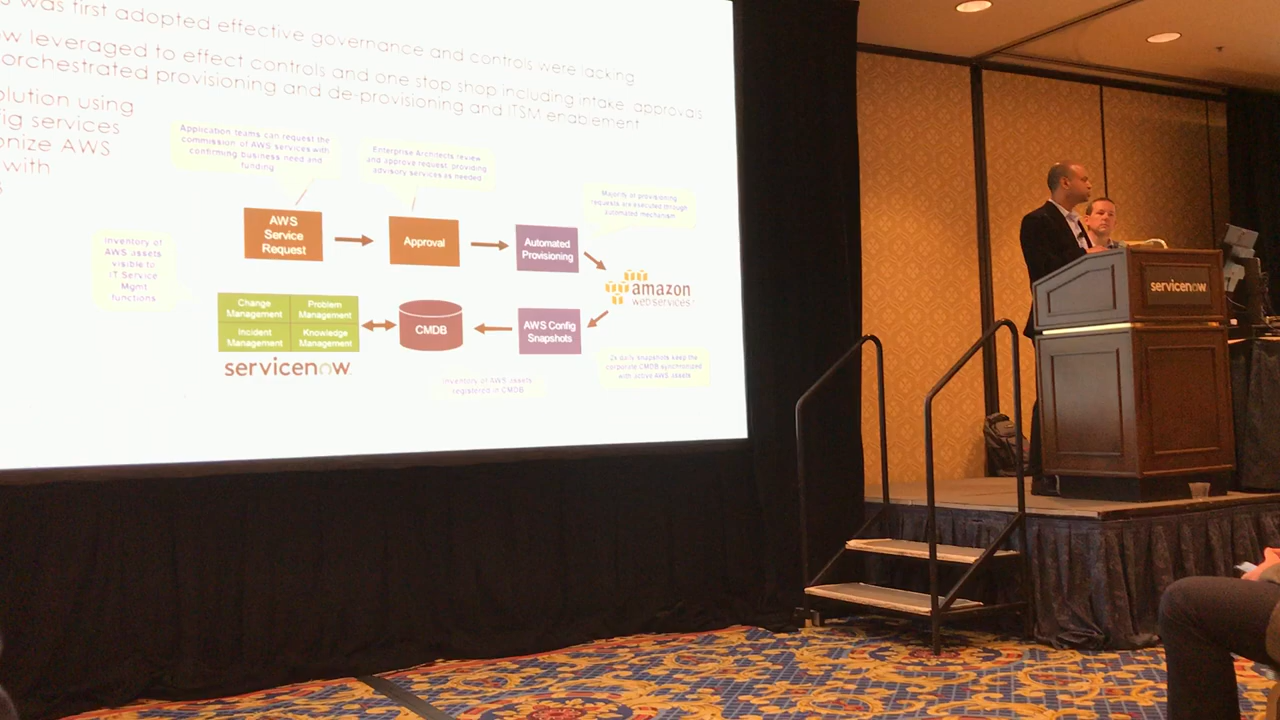 was first adopted effective governance and controls were lacking
leveraged to effect controls and one stop shop including intake, approvals
orchestrated provisioning and de-provisioning and ITSM enablement
olution using
ig services
onize AWS
with
Application teams can request the
commission of AWS services with
confirming business need and
funding
Enterprise Architects review
and approve request, providing
advisory services as needed
Majority of provisioning
requests are executed through
automated mechanism
AWS
Service
Request
Approval
Automated
Provisioning
Inventory of
AWS assets
visible to
IT Service
Mgmt
functions
amazon
webservices
Change
Management
Problem
Management
Incident
Management
Knowledge
Management
CMDB
AWS Config
Snapshots
servicenow
Inventory of AWS assets
registered in CMDB
2x daily snapshots keep the
corporate CMDB synchronized
with active AWS assets
servicenow